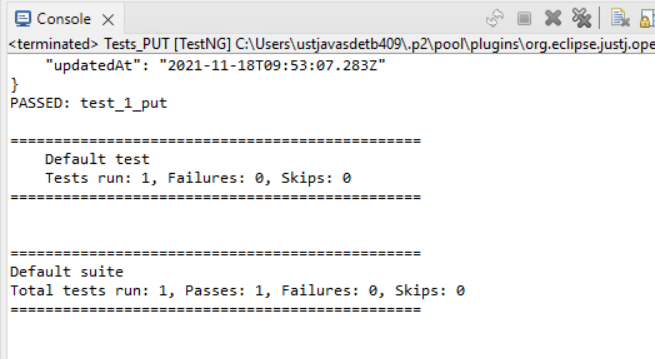 Console
<terminated> Tests_PUT [TestNG] C:\Users\ustjavasdetb409\.p2\pool\plugins\org.eclipse.justj.ope
"updatedAt": "2021-11-18T09:53:07.283Z"
}
PASSED: test_1_put
===============================================
Default test
Tests run: 1, Failures: 0, Skips: 0
===============================================
===============================================
Default suite
Total tests run: 1, Passes: 1, Failures: 0, Skips: 0
===============================================